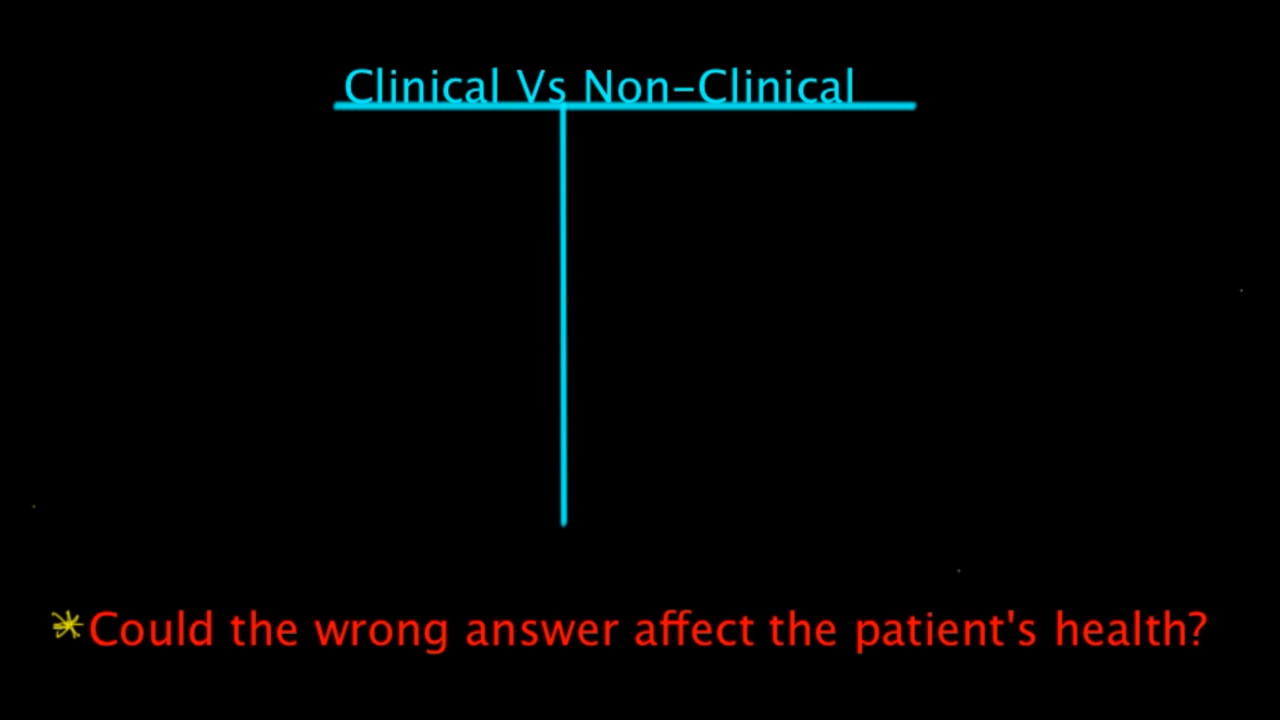 Clinical Vs Non-Clinical
*Could the wrong answer affect the patient's health?